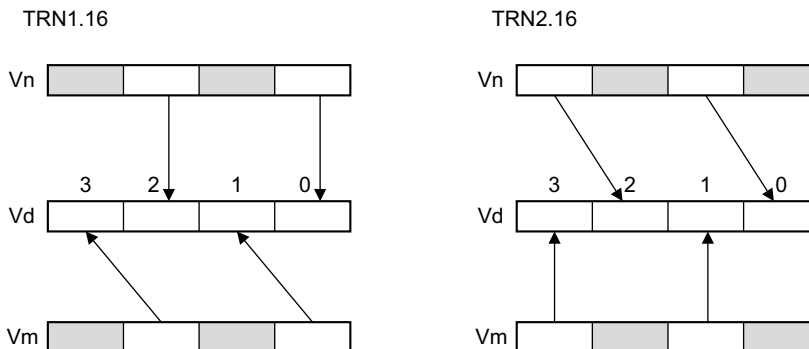 TRN1.16 TRN2.16
Vn Vn
3 2 1 0 3 2 1 0
Vd Vd
Vm Vm